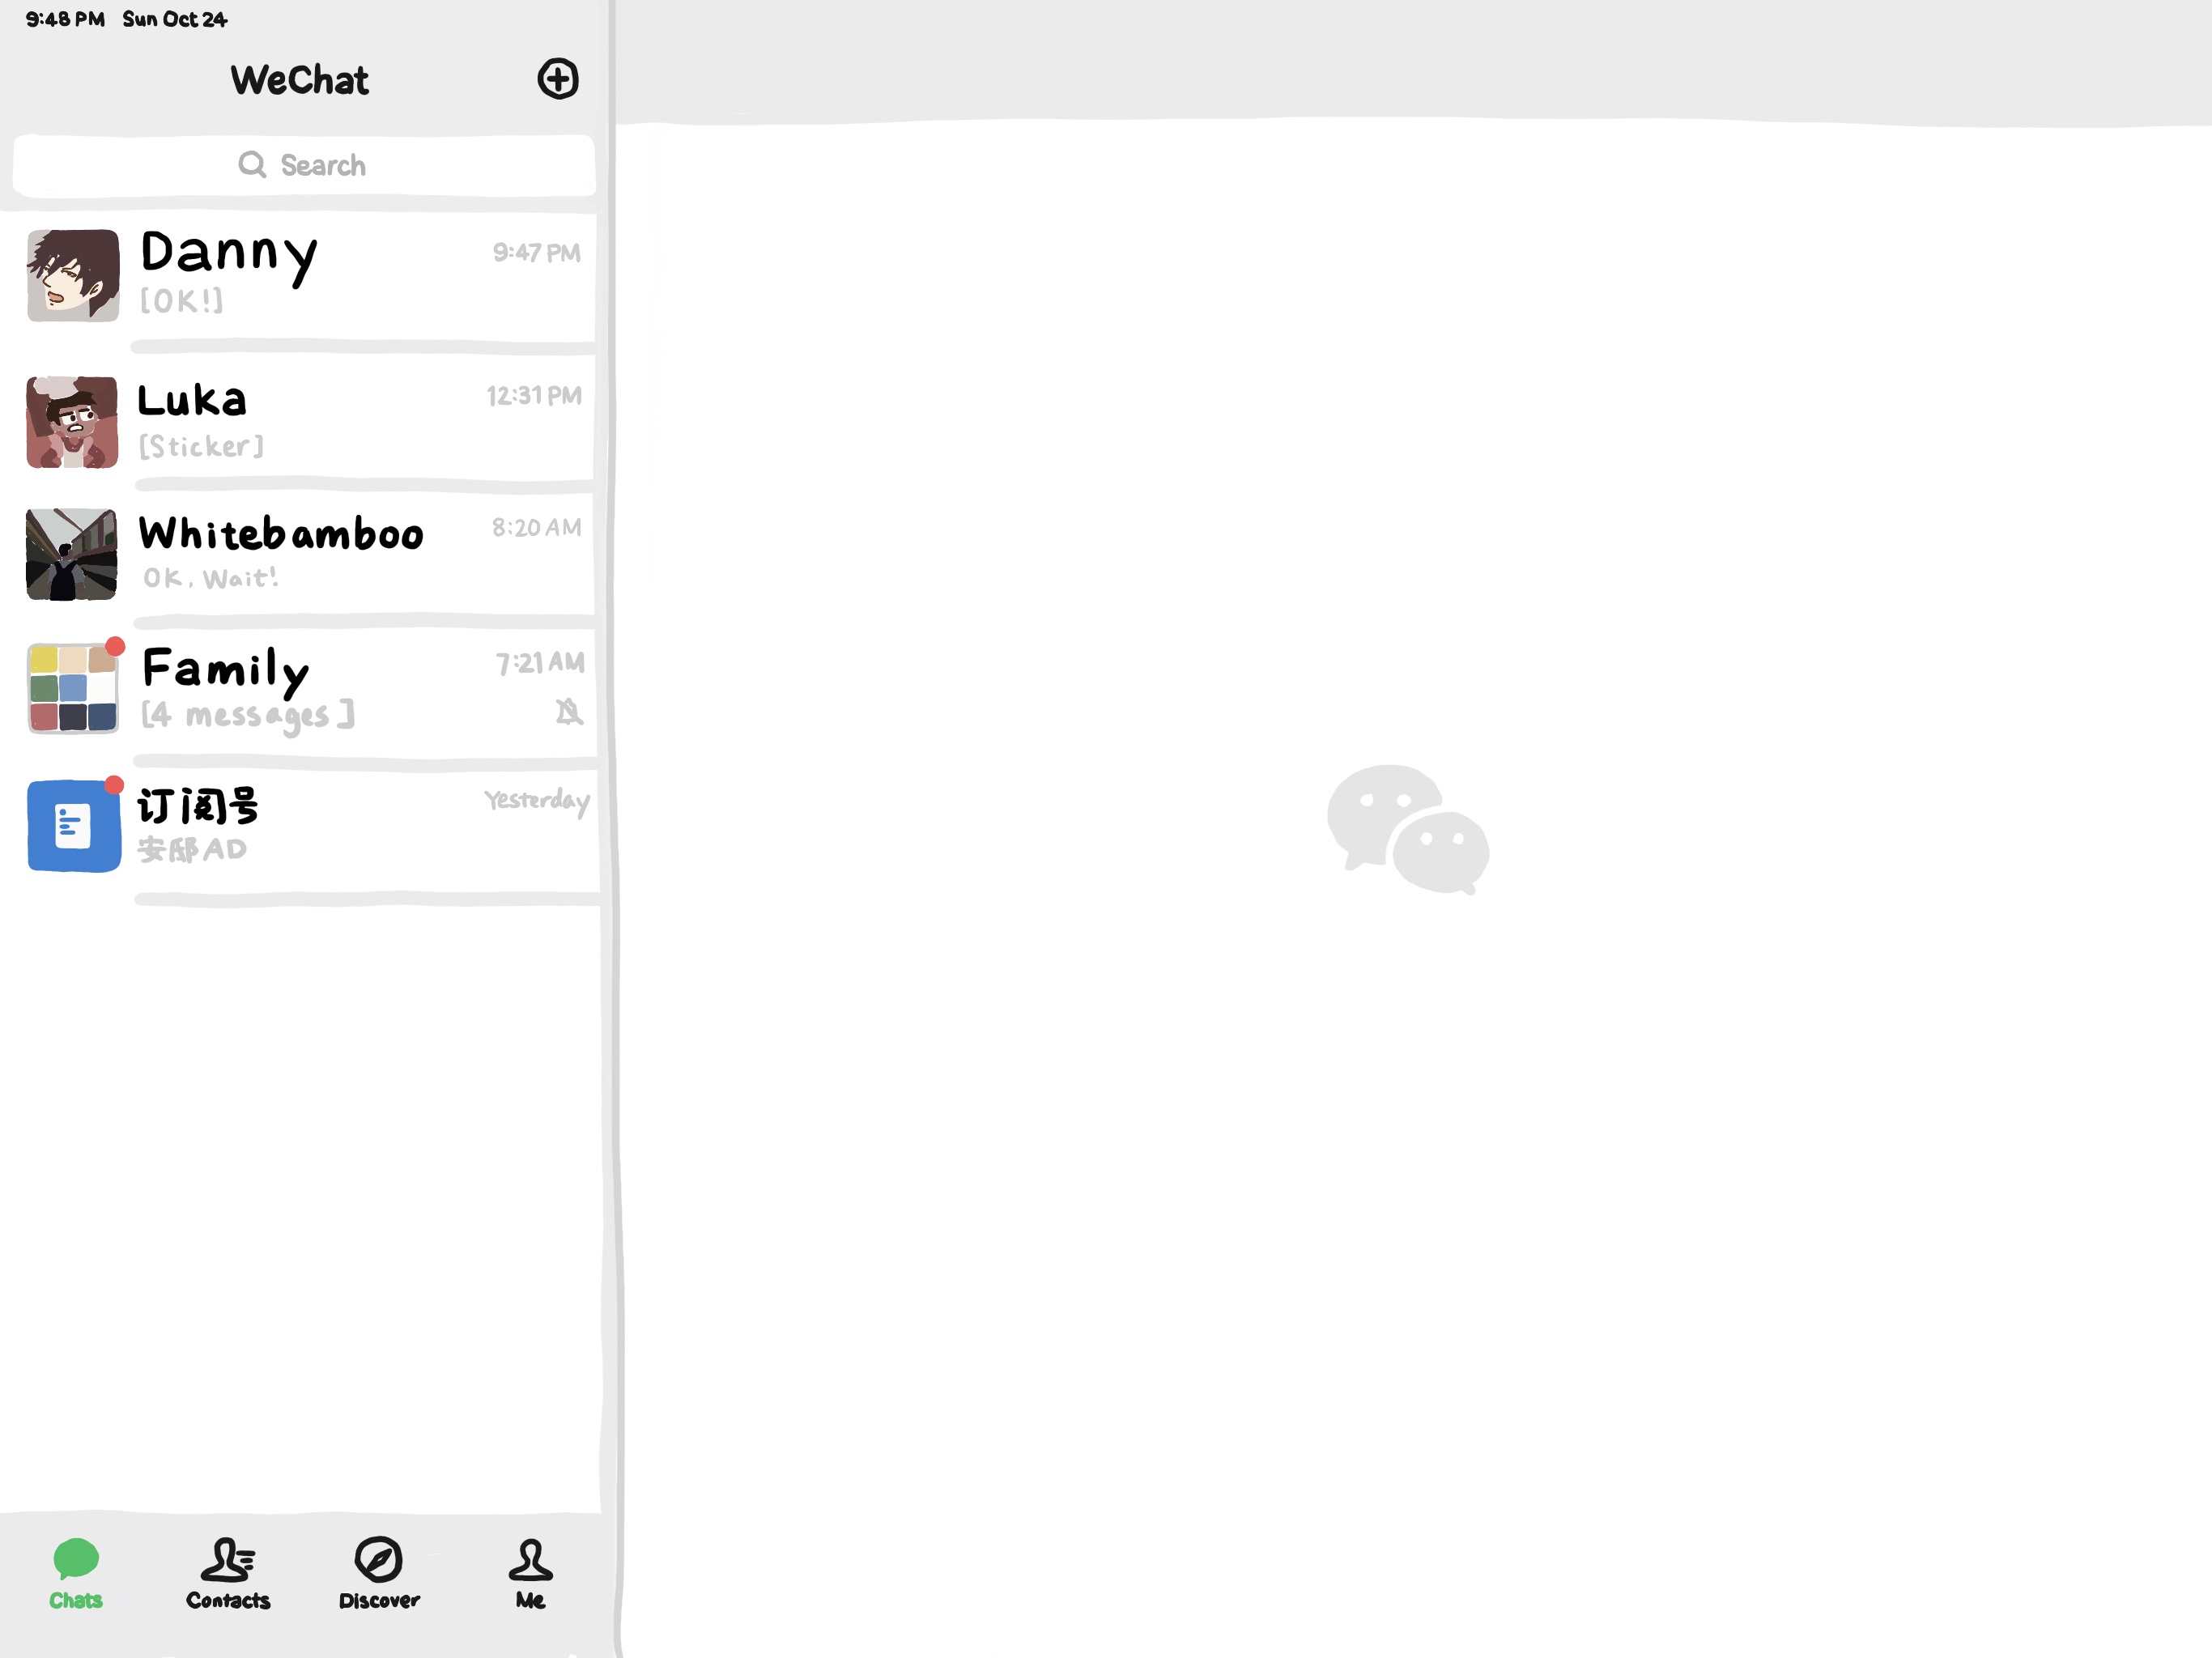 9:48 PM Sun Oct 24
WeChat
Search
Danny 9:47 PM
[OK!]
Luka 12:31 PM
[Sticker]
Whitebamboo 8:20 AM
OK, Wait!
Family 7:21 AM
[4 messages]
订阅号 Yesterday
安邸AD
Chats Contacts Discover Me